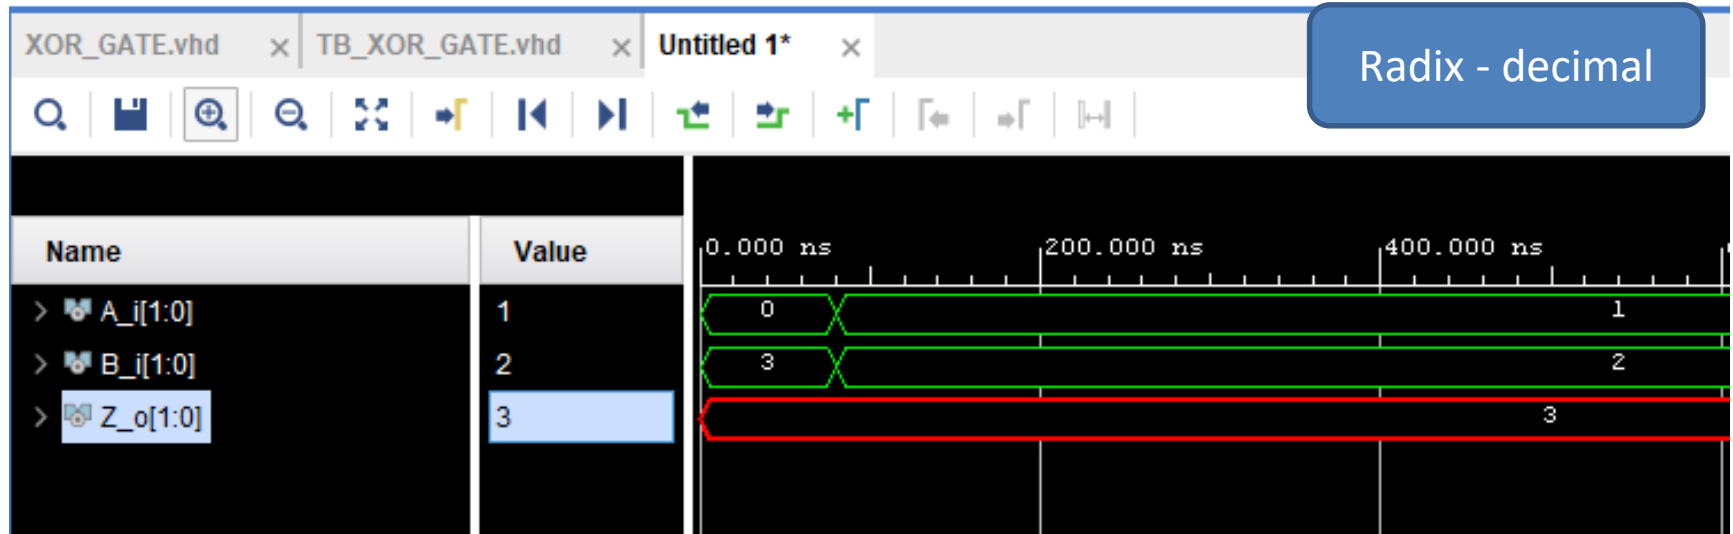 XOR_GATE.vhd × TB_XOR_GATE.vhd × Untitled 1* ×
Radix - decimal
Name Value 0.000 ns 200.000 ns 400.000 ns
A_i[1:0] 1 0 1
B_i[1:0] 2 3 2
Z_o[1:0] 3 3